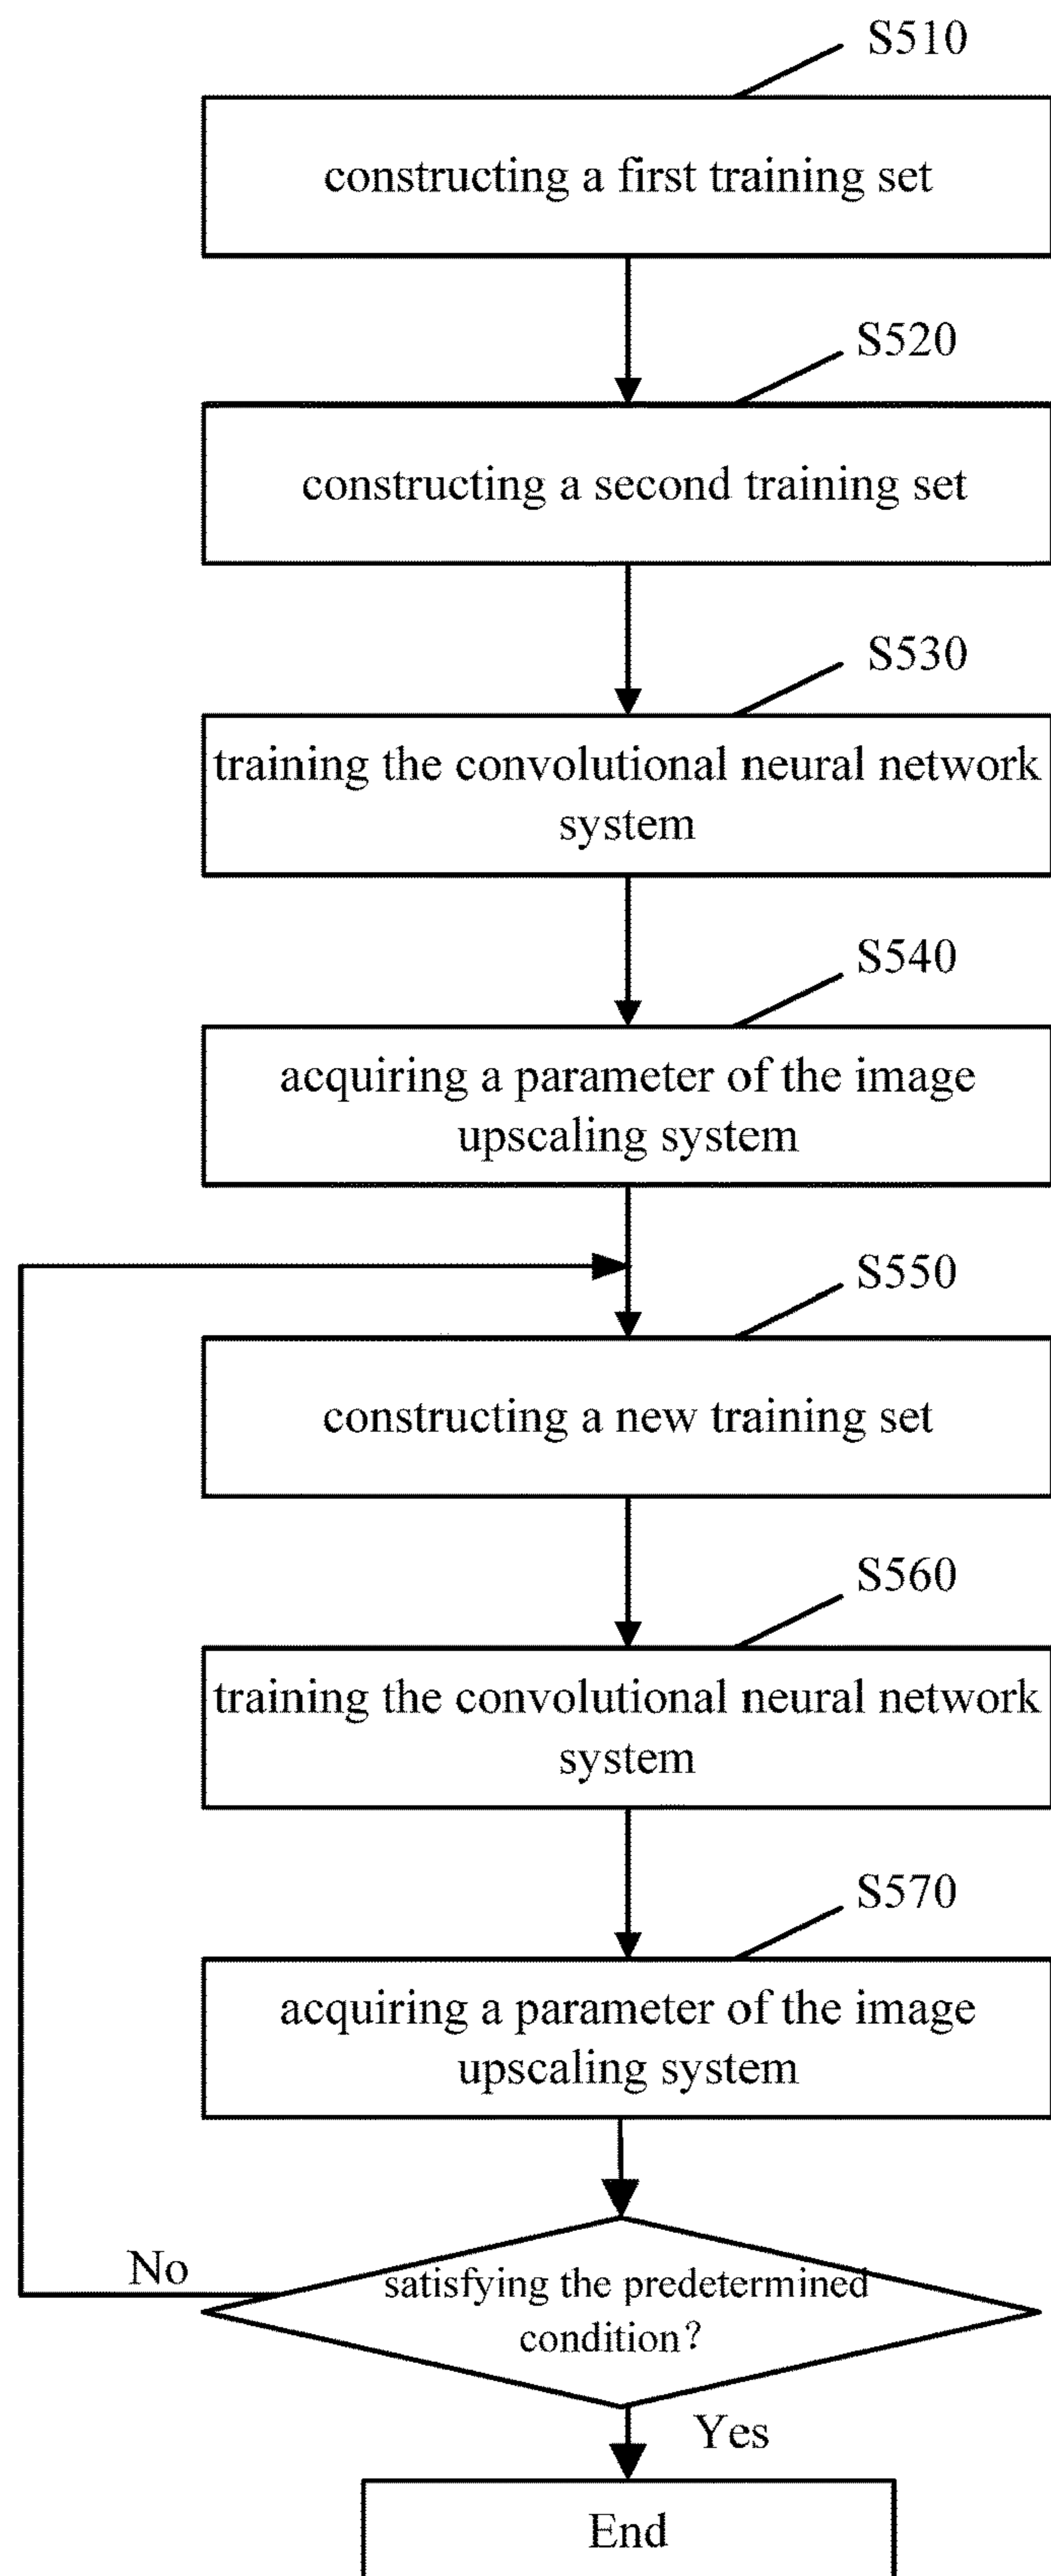 S510
constructing a first training set
S520
constructing a second training set
S530
training the convolutional neural network
system
S540
acquiring a parameter of the image
upscaling system
S550
constructing a new training set
S560
training the convolutional neural network
system
S570
acquiring a parameter of the image
upscaling system
No
satisfying the predetermined
condition?
Yes
End